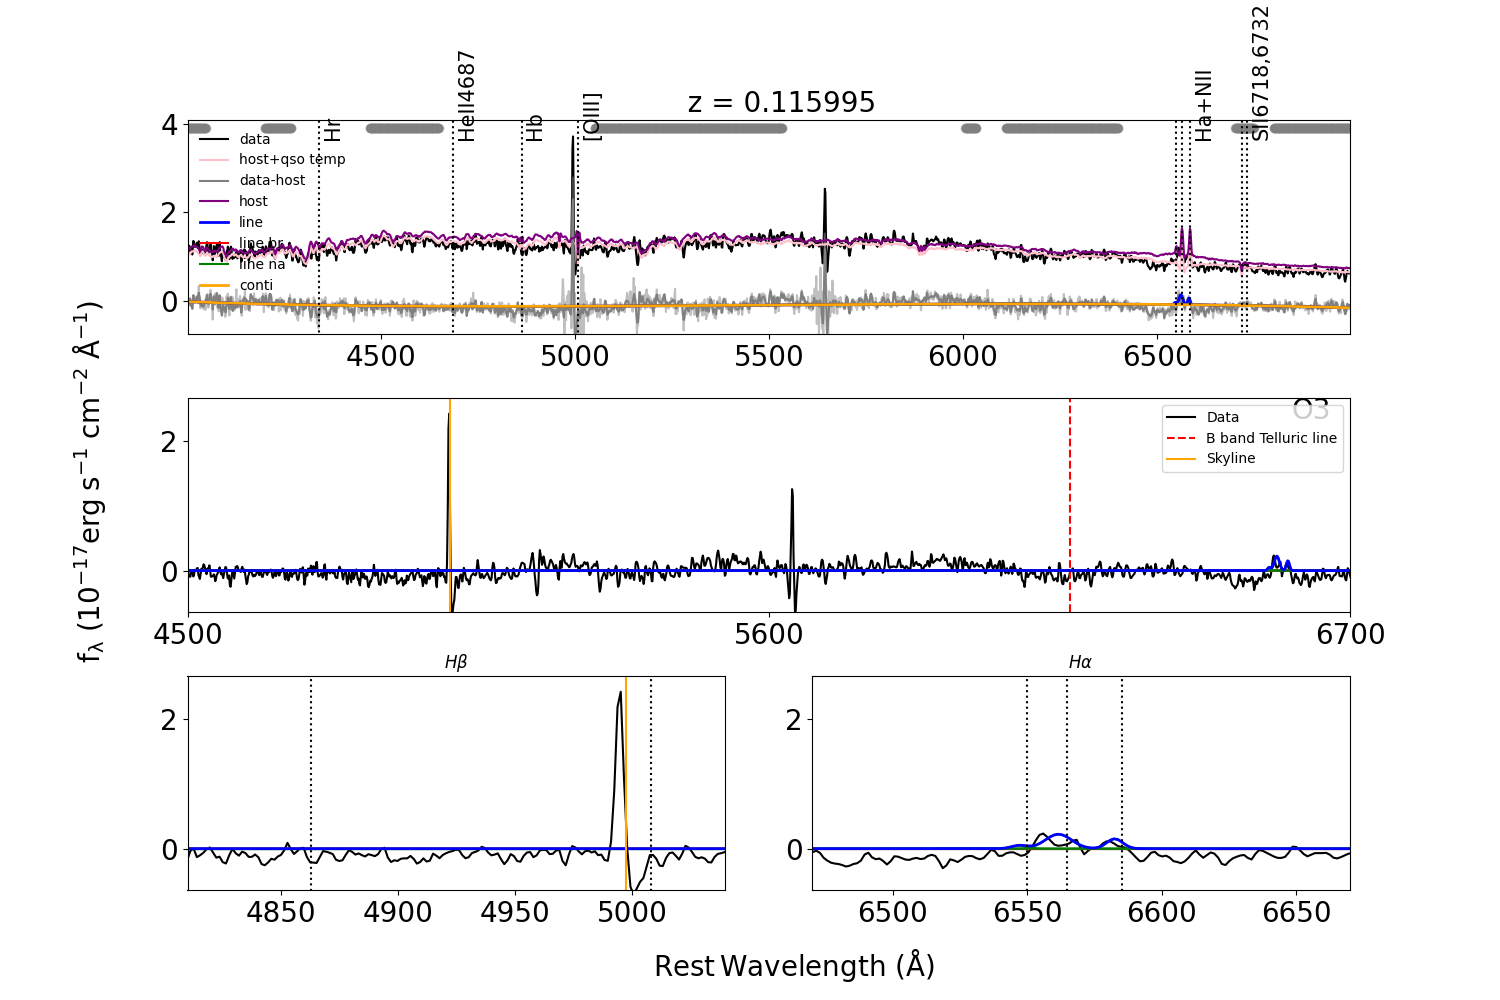 z = 0.115995
Hr
HeII4687
Hb
[OIII]
Ha+NII
SII6718,6732
data
host+qso temp
data-host
host
line
line br
line na
conti
4
2
0
4500
5000
5500
6000
6500
O3
Data
B band Telluric line
Skyline
2
0
4500
5600
6700
fλ (10⁻¹⁷erg s⁻¹ cm⁻² Å⁻¹)
Hβ
2
0
4850
4900
4950
5000
Hα
2
0
6500
6550
6600
6650
Rest Wavelength (Å)